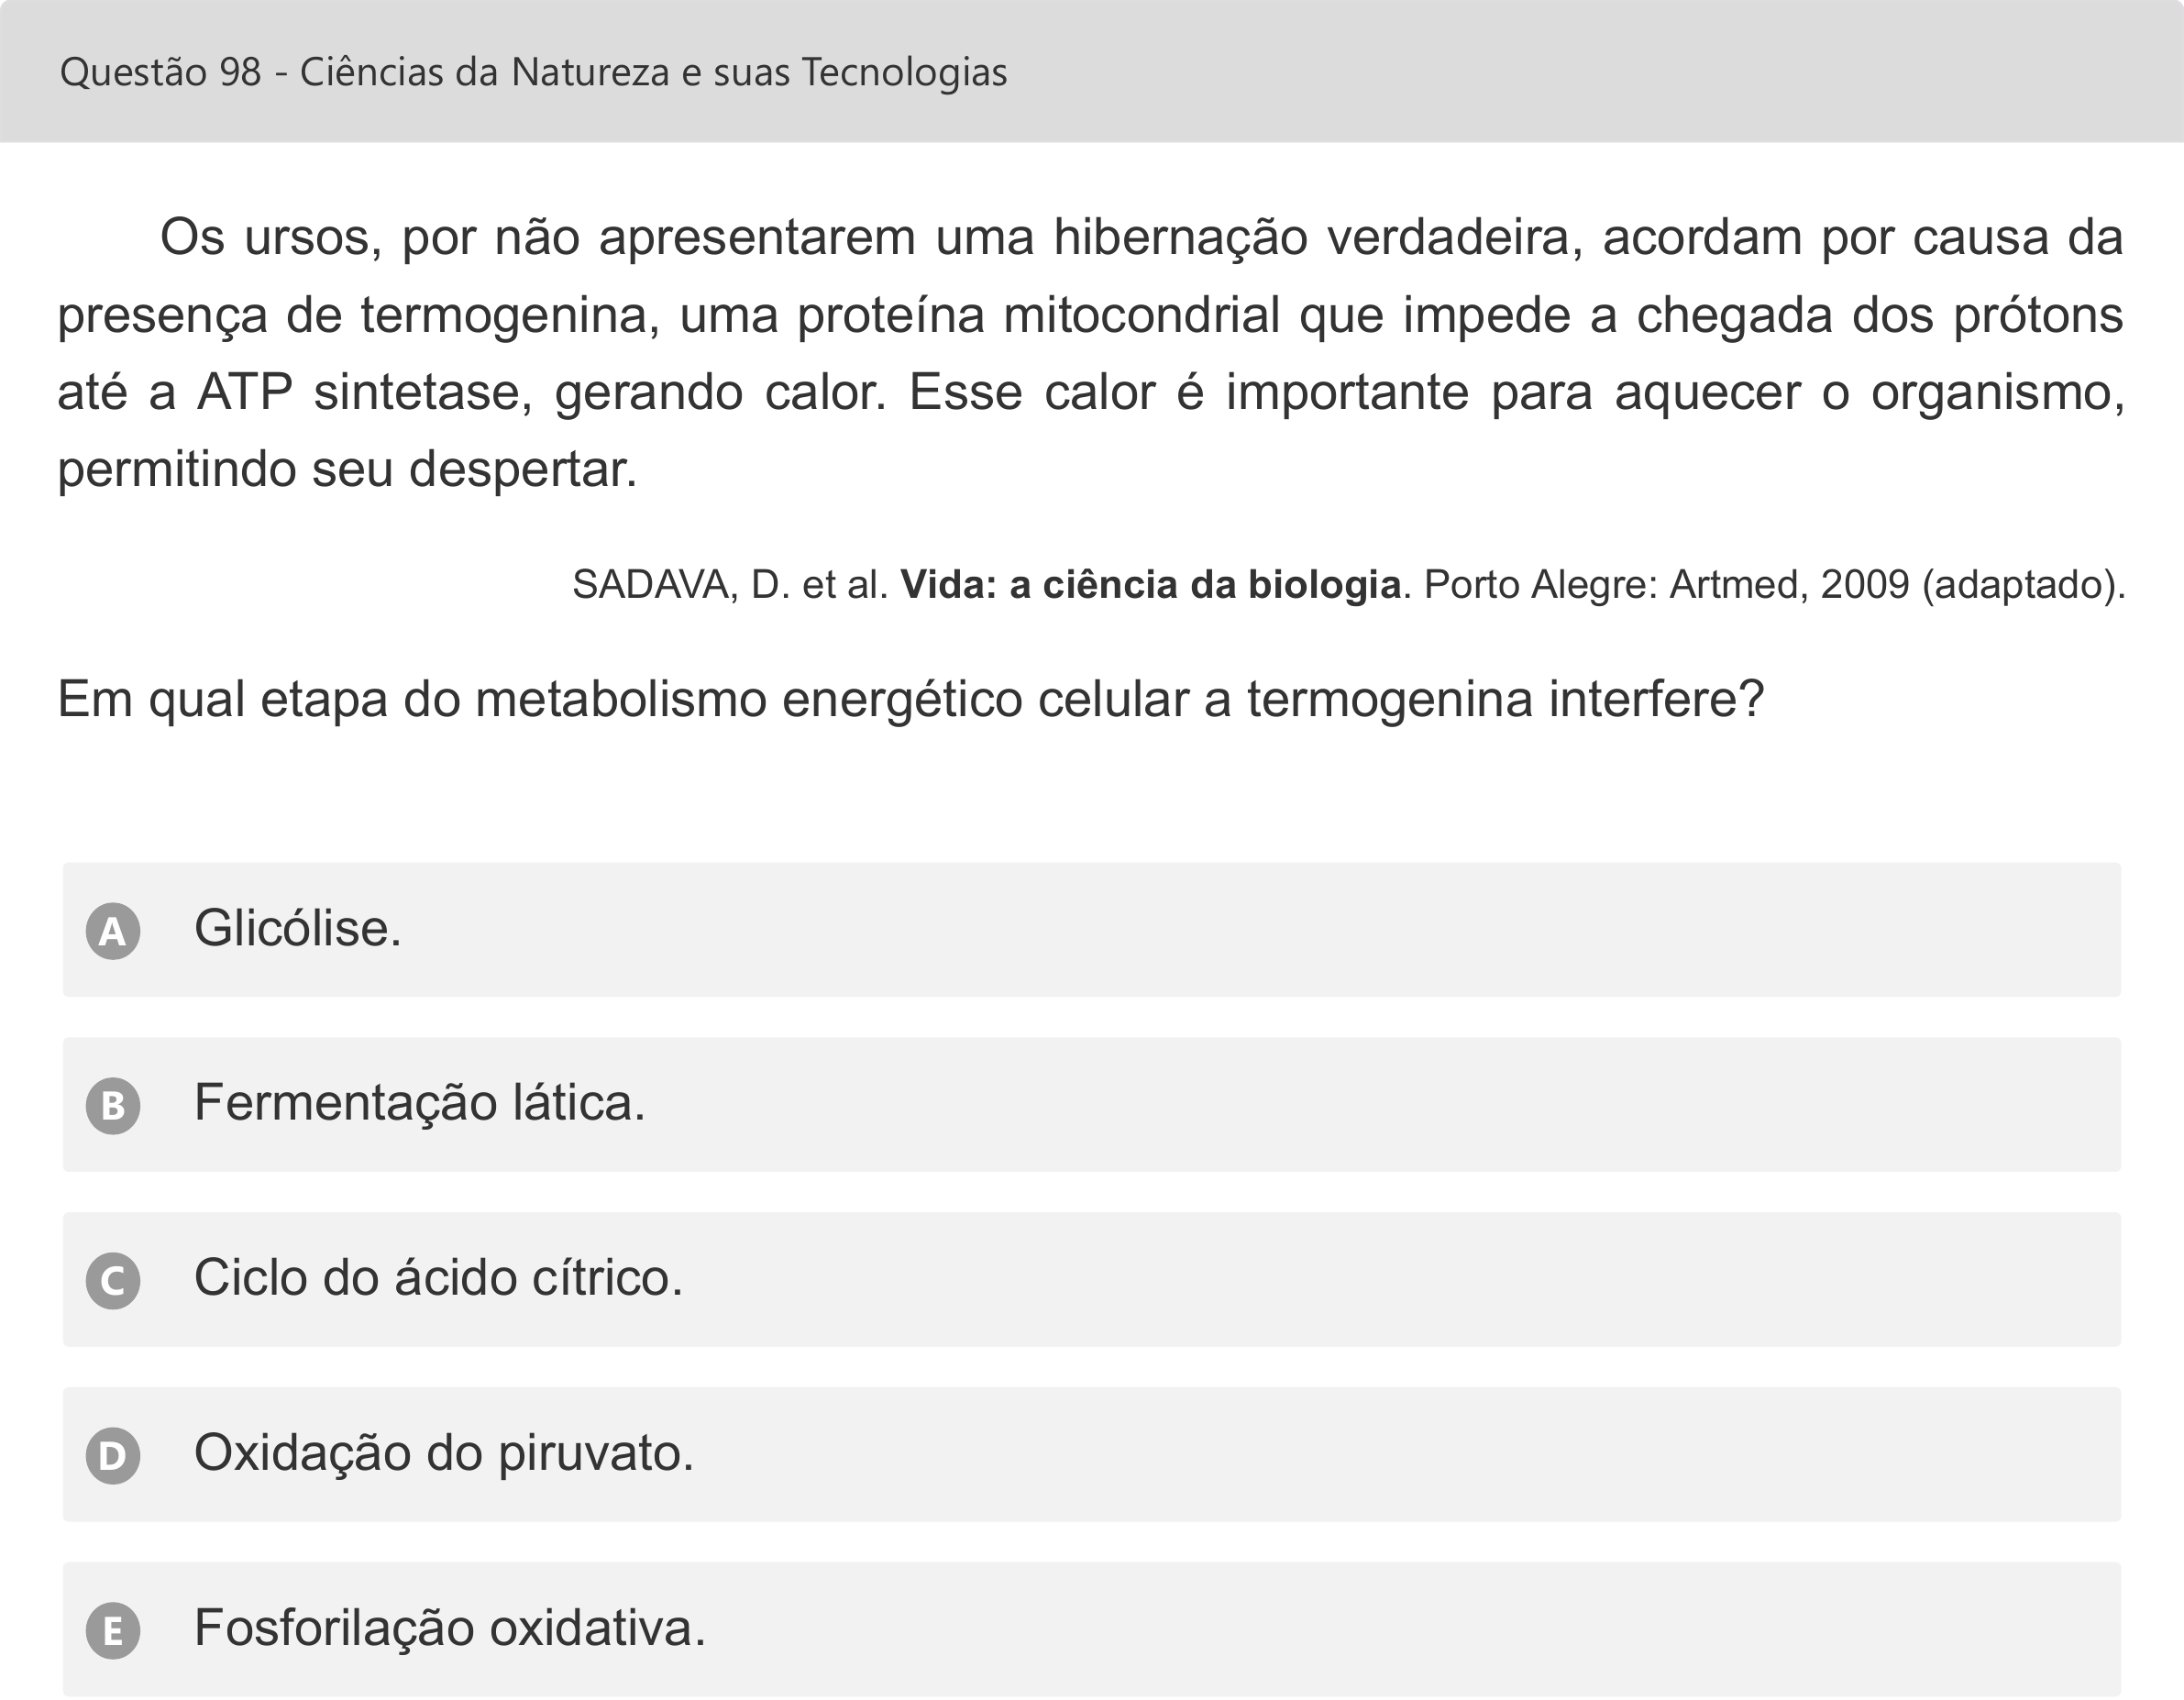 Questão 98 - Ciências da Natureza e suas Tecnologias
Os ursos, por não apresentarem uma hibernação verdadeira, acordam por causa da
presença de termogenina, uma proteína mitocondrial que impede a chegada dos prótons
até a ATP sintetase, gerando calor. Esse calor é importante para aquecer o organismo,
permitindo seu despertar.
SADAVA, D. et al. Vida: a ciência da biologia. Porto Alegre: Artmed, 2009 (adaptado).
Em qual etapa do metabolismo energético celular a termogenina interfere?
A Glicólise.
B Fermentação lática.
C Ciclo do ácido cítrico.
D Oxidação do piruvato.
E Fosforilação oxidativa.